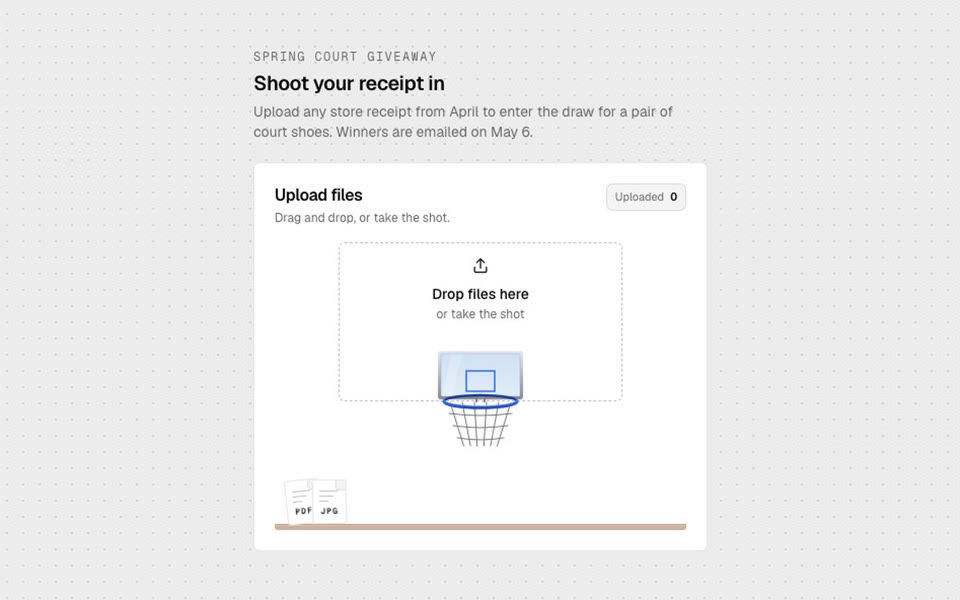 SPRING COURT GIVEAWAY
Shoot your receipt in
Upload any store receipt from April to enter the draw for a pair of
court shoes. Winners are emailed on May 6.
Upload files
Uploaded 0
Drag and drop, or take the shot.
Drop files here
or take the shot
PDF
JPG